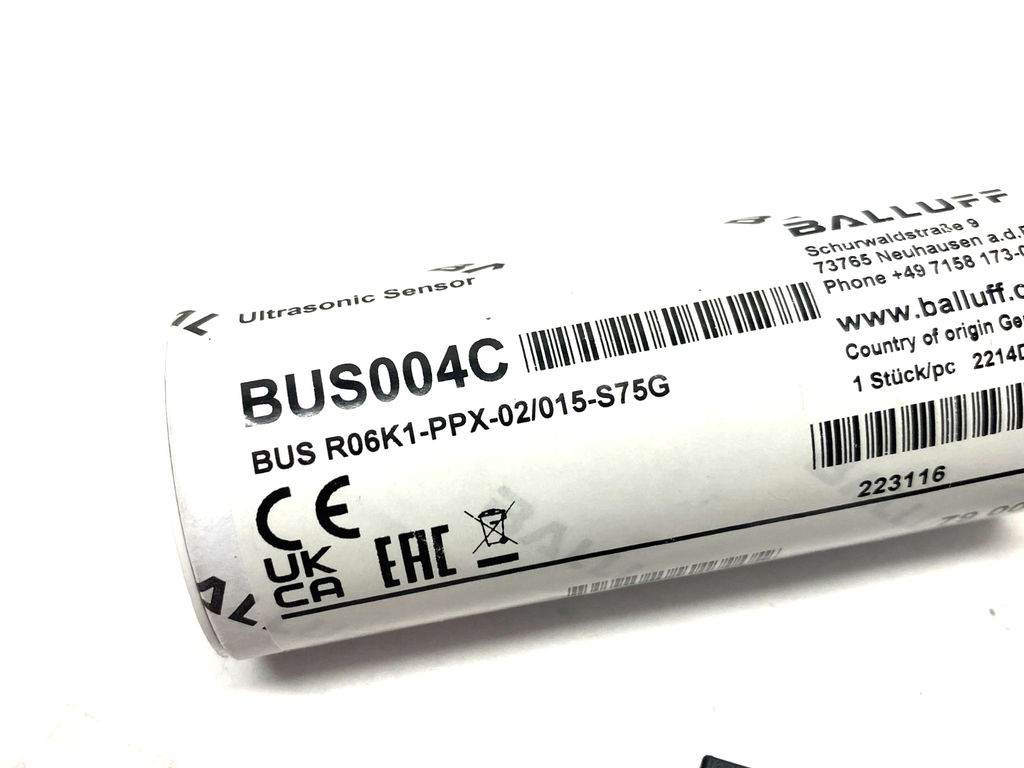 Ultrasonic Sensor
BUS004C
BUS R06K1-PPX-02/015-S75G
CE
UK
CA
EAC
BALLUFF
Schurwaldstraße 9
73765 Neuhausen a.d.
Phone +49 7158 173-
www.balluff.
Country of origin
1 Stück/pc 2214D
223116